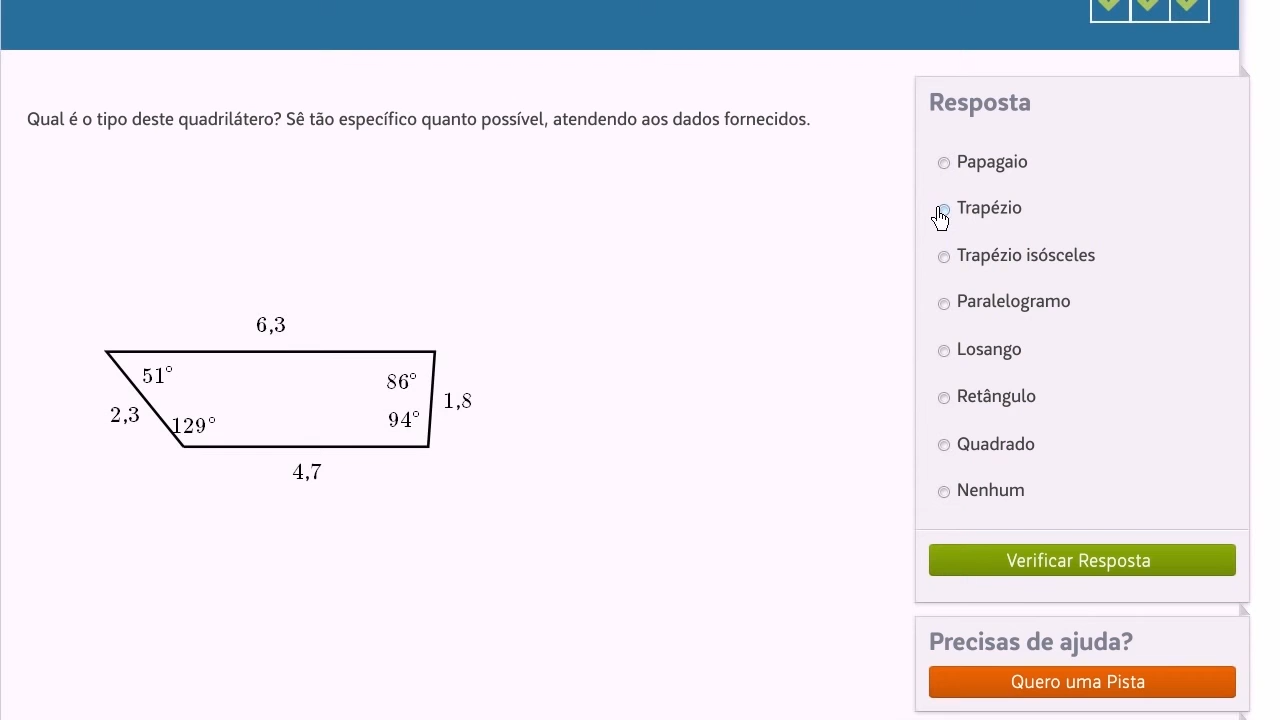 Qual é o tipo deste quadrilátero? Sê tão específico quanto possível, atendendo aos dados fornecidos.
6,3
51°
86°
2,3
129°
94°
1,8
4,7
Resposta
Papagaio
Trapézio
Trapézio isósceles
Paralelogramo
Losango
Retângulo
Quadrado
Nenhum
Verificar Resposta
Precisas de ajuda?
Quero uma Pista